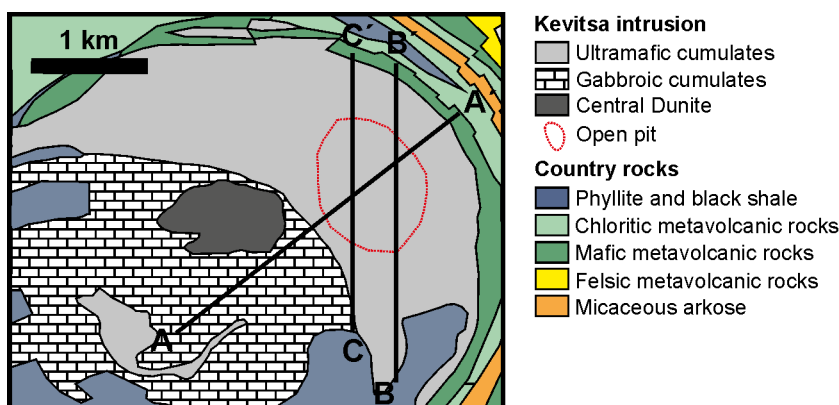 1 km
C´
B´
A´
A
C
B
Kevitsa intrusion
Ultramafic cumulates
Gabbroic cumulates
Central Dunite
Open pit
Country rocks
Phyllite and black shale
Chloritic metavolcanic rocks
Mafic metavolcanic rocks
Felsic metavolcanic rocks
Micaceous arkose